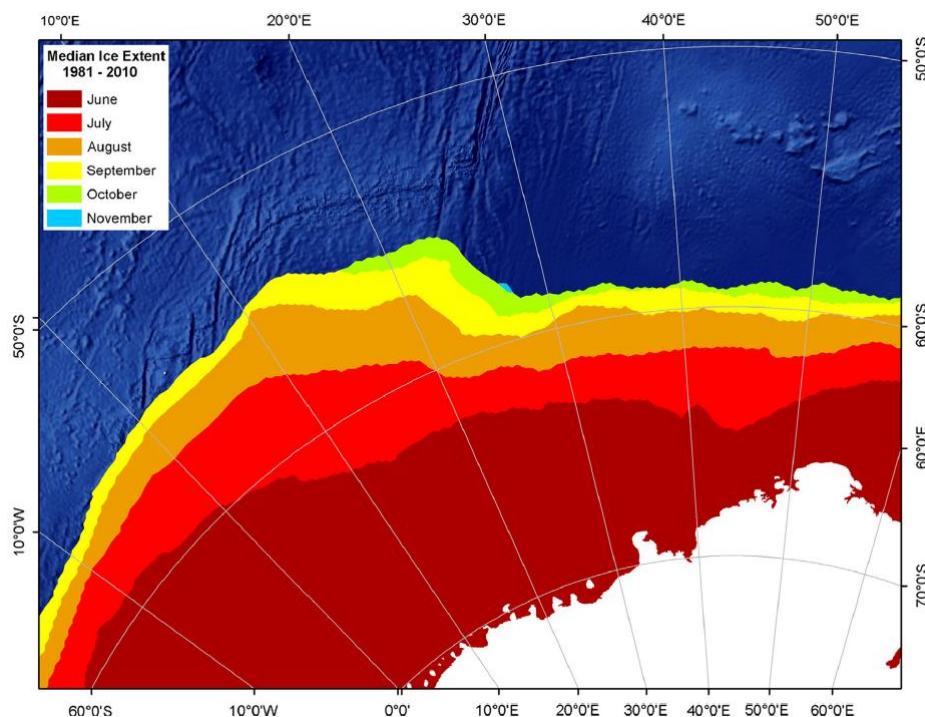 10°0'E 20°0'E 30°0'E 40°0'E 50°0'E
Median Ice Extent
1981 - 2010
June
July
August
September
October
November
50°0'S
50°0'S
60°0'S
10°0'W
60°0'E
70°0'S
60°0'S 10°0'W 0°0' 10°0'E 20°0'E 30°0'E 40°0'E 50°0'E 60°0'E